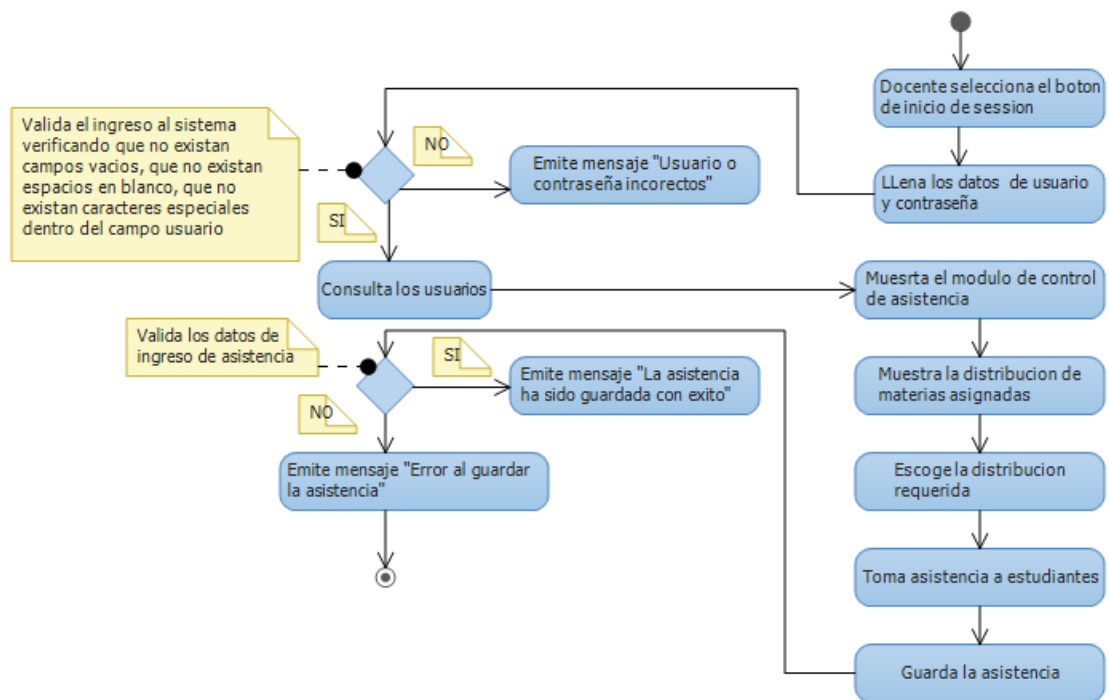 Docente selecciona el boton
de inicio de session
LLena los datos  de usuario
y contraseña
Valida el ingreso al sistema
verificando que no existan
campos vacios, que no existan
espacios en blanco, que no
existan caracteres especiales
dentro del campo usuario
NO
Emite mensaje "Usuario o
contraseña incorectos"
SI
Consulta los usuarios
Muesrta el modulo de control
de asistencia
Muestra la distribucion de
materias asignadas
Escoge la distribucion
requerida
Toma asistencia a estudiantes
Guarda la asistencia
Valida los datos de
ingreso de asistencia
SI
Emite mensaje "La asistencia
ha sido guardada con exito"
NO
Emite mensaje "Error al guardar
la asistencia"